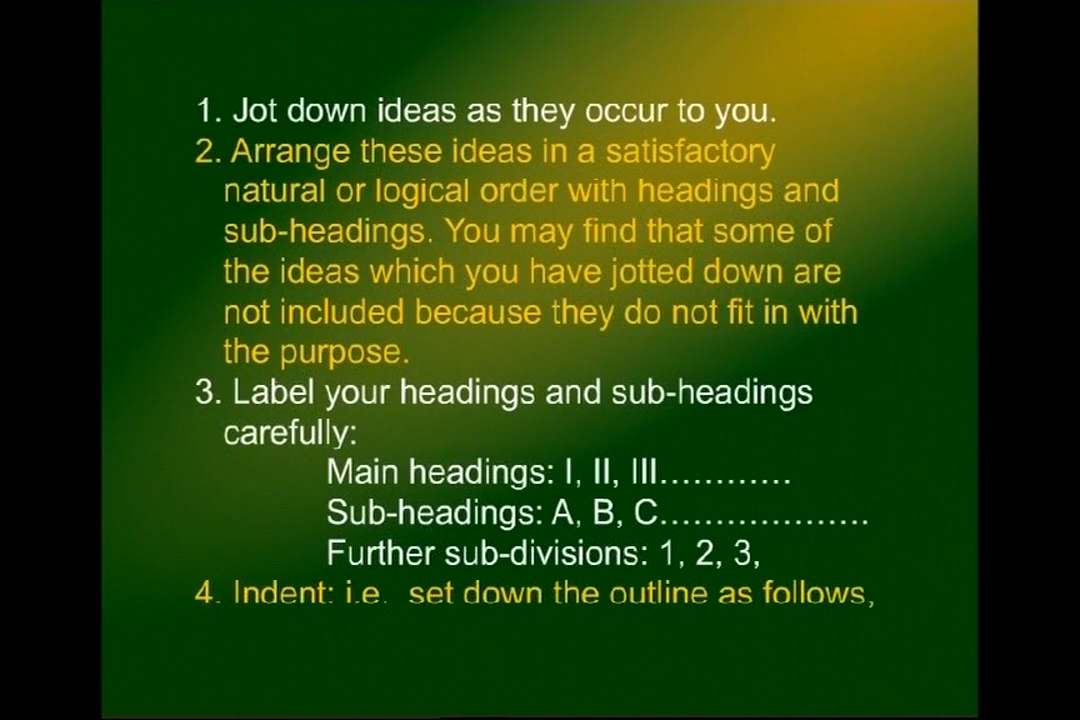 1. Jot down ideas as they occur to you.
2. Arrange these ideas in a satisfactory
natural or logical order with headings and
sub-headings. You may find that some of
the ideas which you have jotted down are
not included because they do not fit in with
the purpose.
3. Label your headings and sub-headings
carefully:
Main headings: I, II, III............
Sub-headings: A, B, C...................
Further sub-divisions: 1, 2, 3,
4. Indent: i.e. set down the outline as follows,